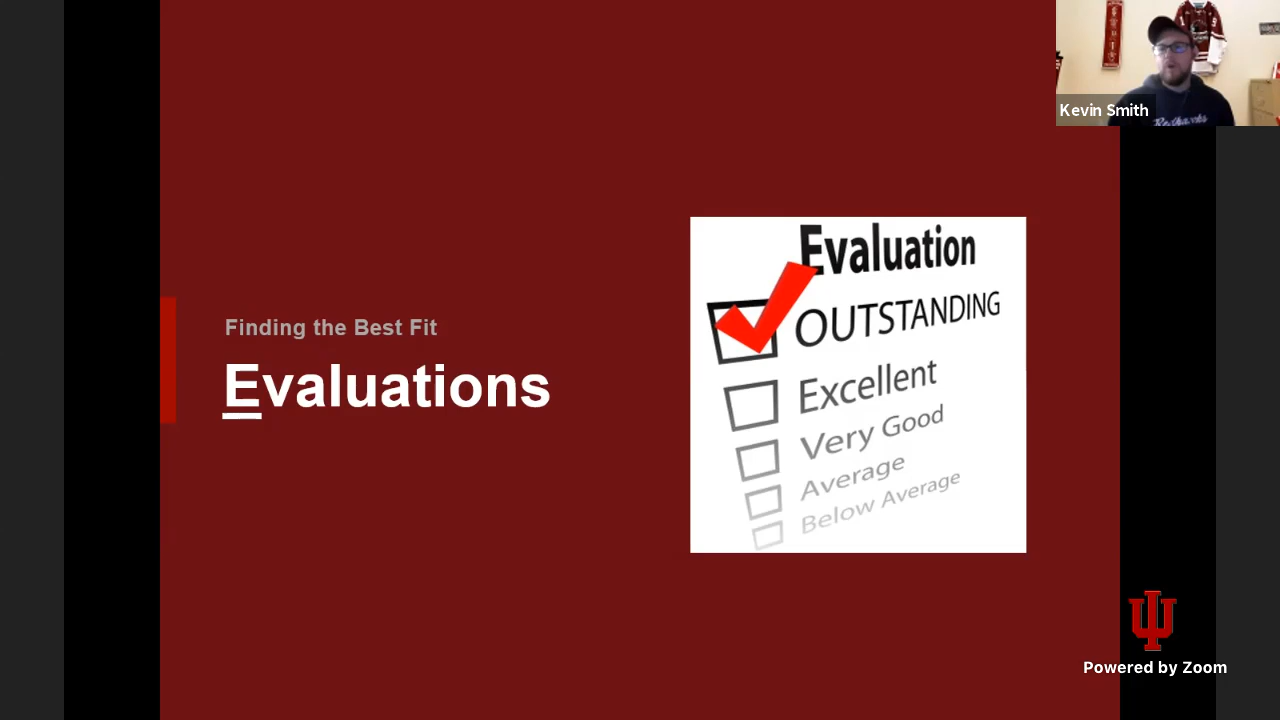 Kevin Smith
Finding the Best Fit
Evaluations
Evaluation
OUTSTANDING
Excellent
Very Good
Average
Below Average
Powered by Zoom